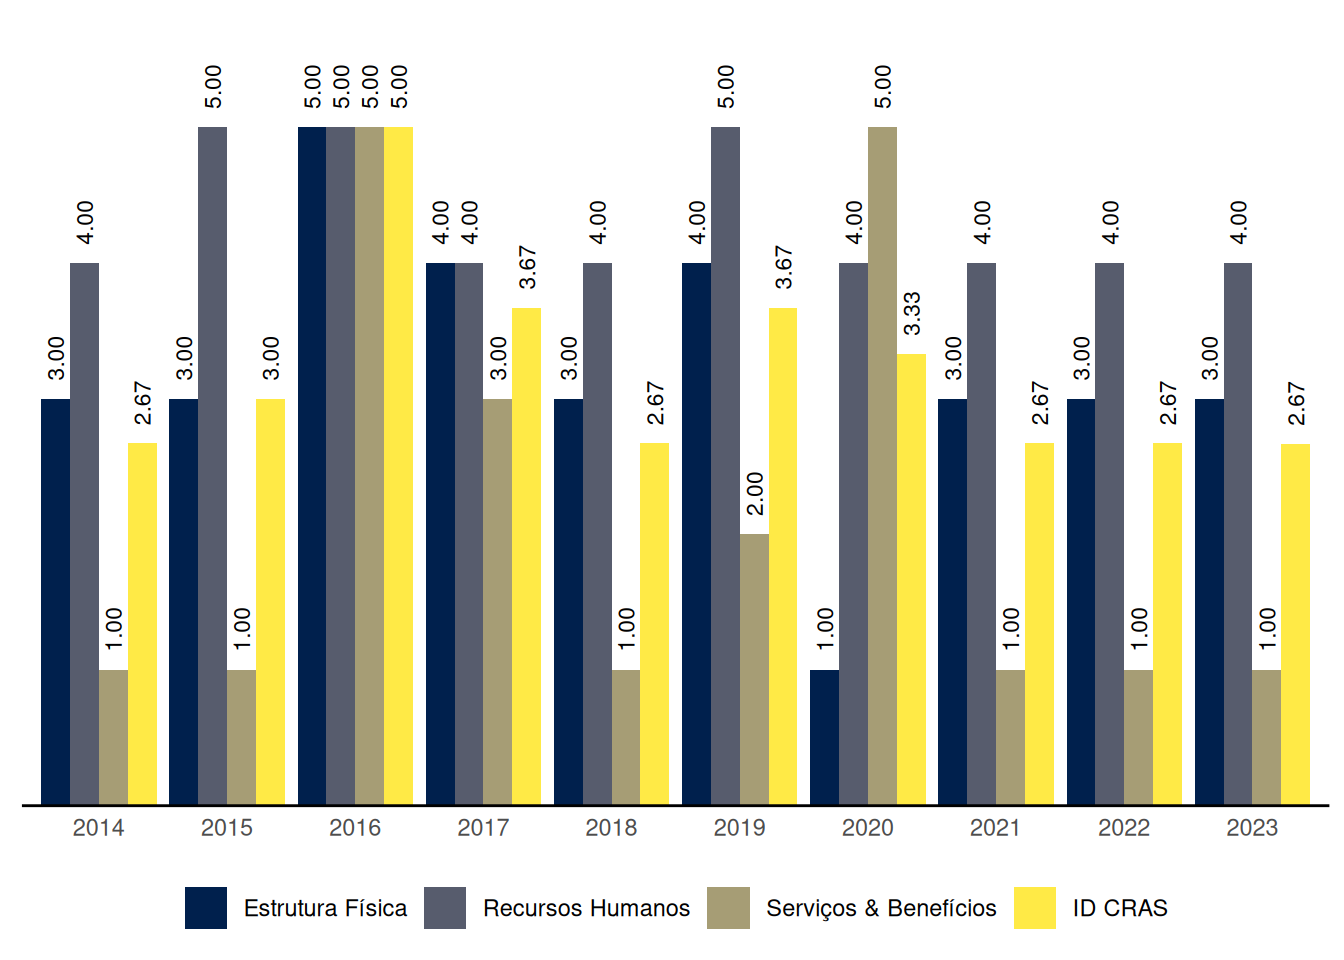 5.00 5.00 5.00 5.00 5.00 5.00 5.00
4.00 4.00 4.00 4.00 4.00 4.00 4.00 4.00 4.00
3.67 3.67
3.33
3.00 3.00 3.00 3.00 3.00 3.00 3.00 3.00
2.67 2.67 2.67 2.67 2.67
2.00
1.00 1.00 1.00 1.00 1.00 1.00 1.00
2014 2015 2016 2017 2018 2019 2020 2021 2022 2023
Estrutura Física Recursos Humanos Serviços & Benefícios ID CRAS